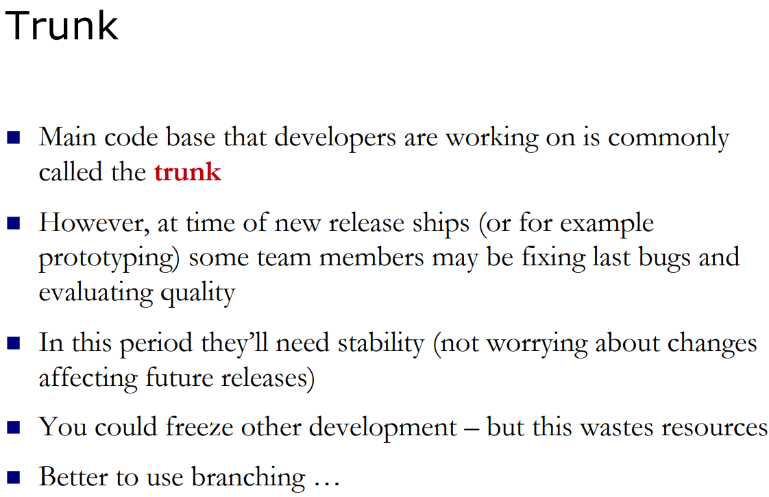 Trunk
Main code base that developers are working on is commonly
called the trunk
However, at time of new release ships (or for example
prototyping) some team members may be fixing last bugs and
evaluating quality
In this period they’ll need stability (not worrying about changes
affecting future releases)
You could freeze other development – but this wastes resources
Better to use branching …